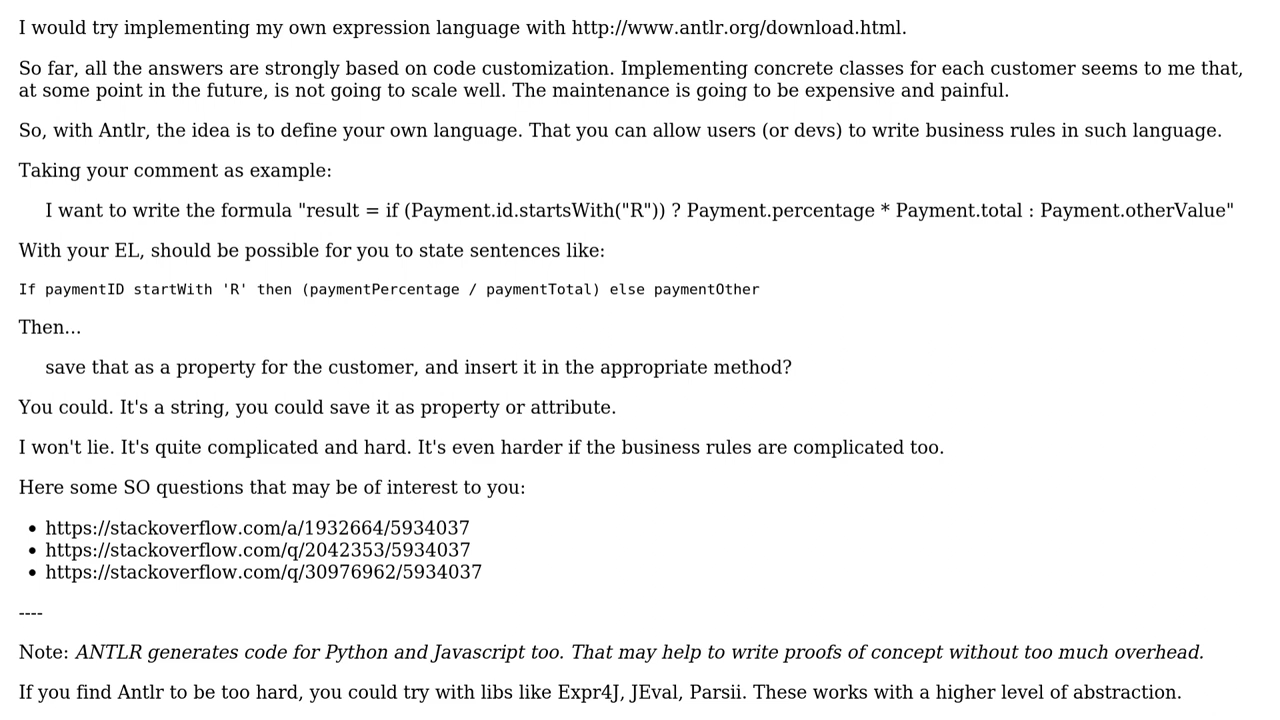 I would try implementing my own expression language with http://www.antlr.org/download.html.
So far, all the answers are strongly based on code customization. Implementing concrete classes for each customer seems to me that,
at some point in the future, is not going to scale well. The maintenance is going to be expensive and painful.
So, with Antlr, the idea is to define your own language. That you can allow users (or devs) to write business rules in such language.
Taking your comment as example:
I want to write the formula "result = if (Payment.id.startsWith("R")) ? Payment.percentage * Payment.total : Payment.otherValue"
With your EL, should be possible for you to state sentences like:
If paymentID startWith 'R' then (paymentPercentage / paymentTotal) else paymentOther
Then...
save that as a property for the customer, and insert it in the appropriate method?
You could. It's a string, you could save it as property or attribute.
I won't lie. It's quite complicated and hard. It's even harder if the business rules are complicated too.
Here some SO questions that may be of interest to you:
• https://stackoverflow.com/a/1932664/5934037
• https://stackoverflow.com/q/2042353/5934037
• https://stackoverflow.com/q/30976962/5934037
----
Note: ANTLR generates code for Python and Javascript too. That may help to write proofs of concept without too much overhead.
If you find Antlr to be too hard, you could try with libs like Expr4J, JEval, Parsii. These works with a higher level of abstraction.